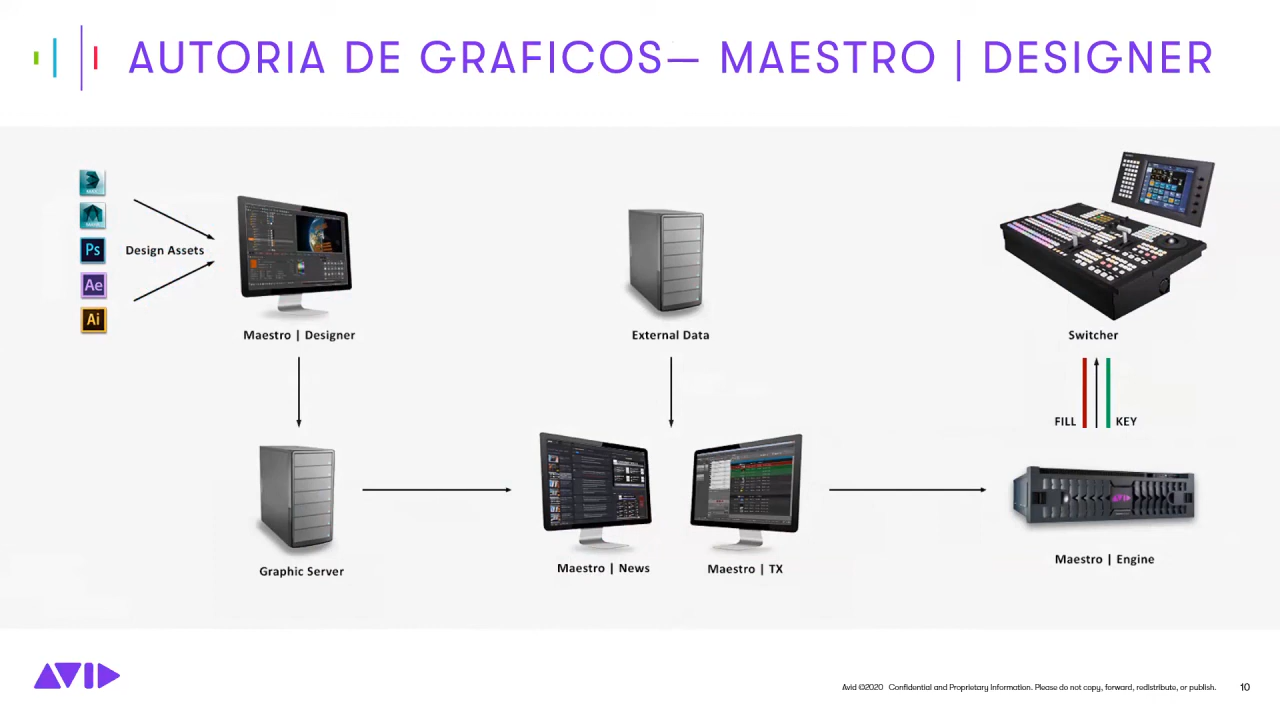 AUTORIA DE GRAFICOS— MAESTRO | DESIGNER
Design Assets
Ps
Ae
Ai
Maestro | Designer
External Data
Switcher
FILL
KEY
Graphic Server
Maestro | News
Maestro | TX
AVID
Maestro | Engine
AVID
Avid ©2020 Confidential and Proprietary Information. Please do not copy, forward, redistribute, or publish.
10